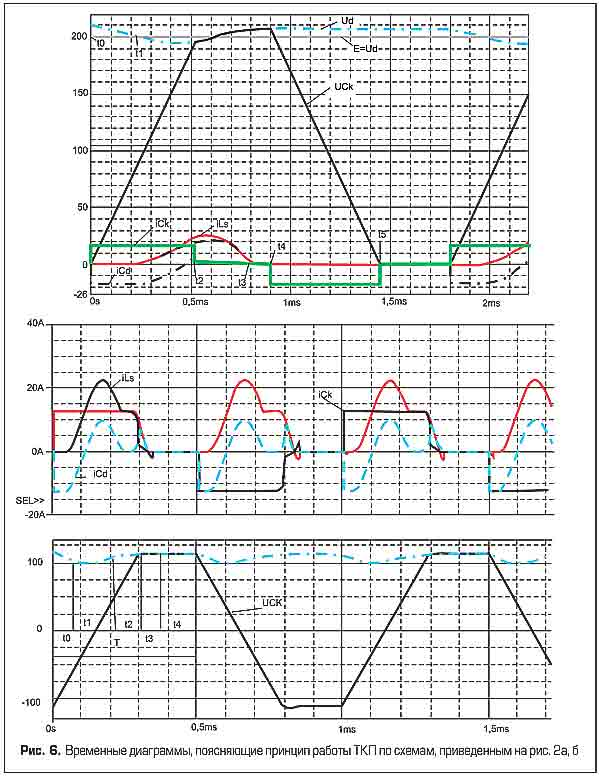 200
150
100
50
0
-26
t0
t1
Ud
E=Ud
UCk
iCk
iLs
iCd
t2
t3
t4
t5
0s
0,5ms
1ms
1,5ms
2ms
40A
20A
0A
SEL>>
-20A
iLs
iCk
iCd
100
0
-100
t0
t1
t2
t3
t4
T
UCK
0s
0,5ms
1ms
1,5ms
Рис. 6. Временные диаграммы, поясняющие принцип работы ТКП по схемам, приведенным на рис. 2а, б